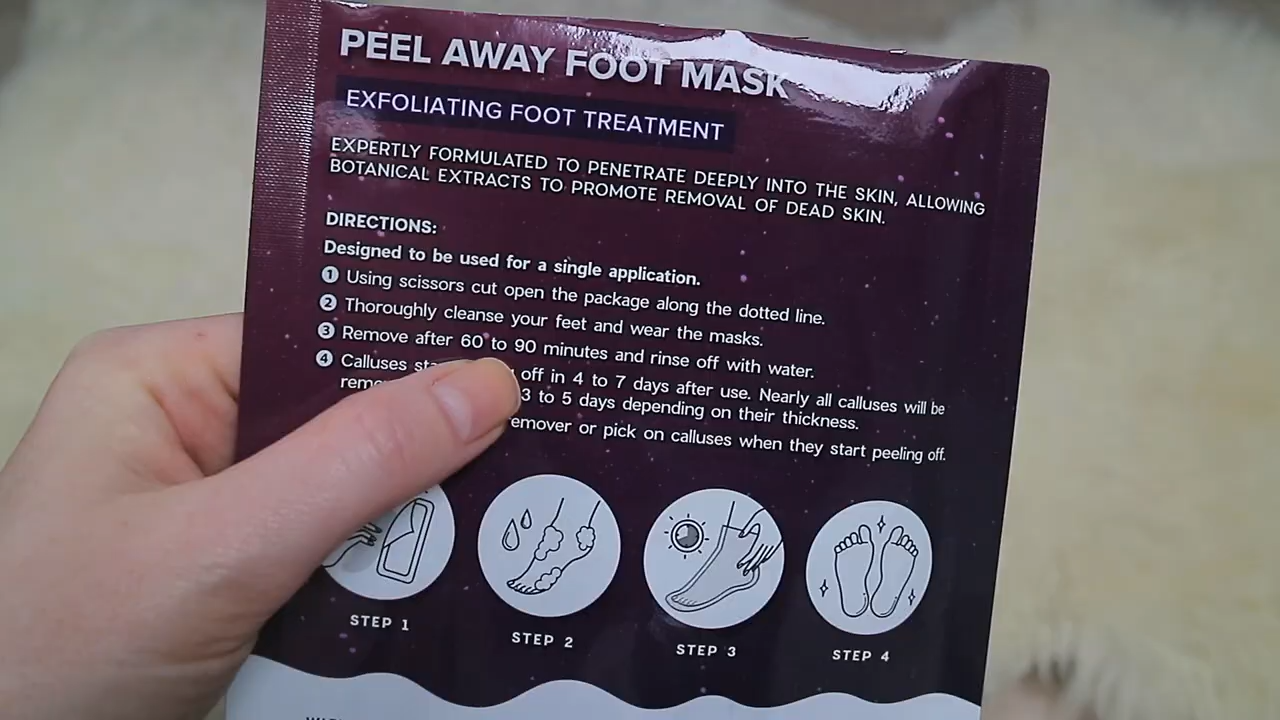 PEEL AWAY FOOT MASK
EXFOLIATING FOOT TREATMENT
EXPERTLY FORMULATED TO PENETRATE DEEPLY INTO THE SKIN, ALLOWING
BOTANICAL EXTRACTS TO PROMOTE REMOVAL OF DEAD SKIN.
DIRECTIONS:
Designed to be used for a single application.
1 Using scissors cut open the package along the dotted line.
2 Thoroughly cleanse your feet and wear the masks.
3 Remove after 60 to 90 minutes and rinse off with water.
4 Calluses off in 4 to 7 days after use. Nearly all calluses will be
3 to 5 days depending on their thickness.
or pick on calluses when they start peeling off.
STEP 1 STEP 2 STEP 3 STEP 4